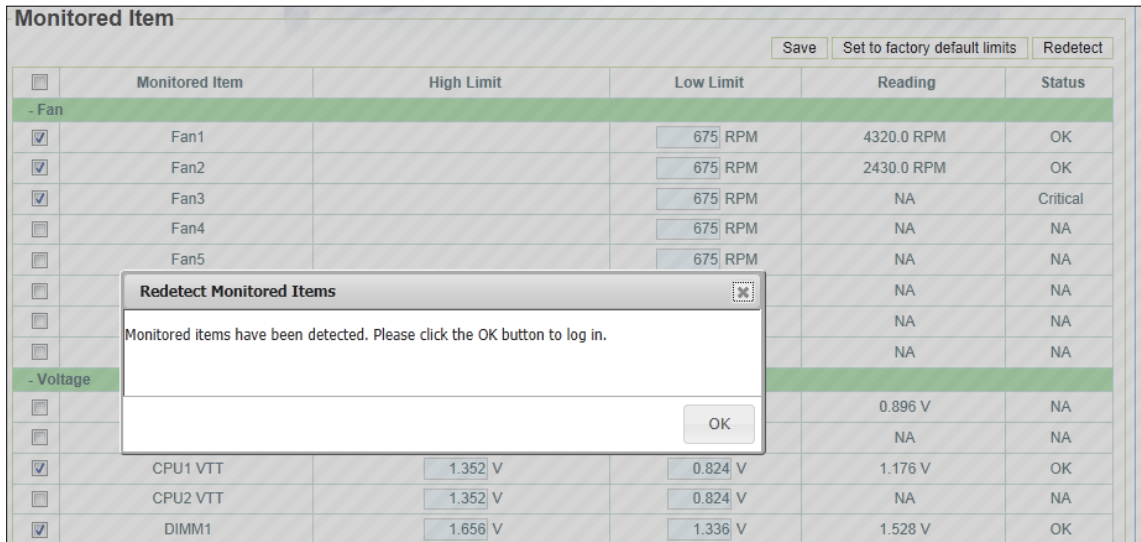 Monitored Item
Save Set to factory default limits Redetect
Monitored Item High Limit Low Limit Reading Status
- Fan
Fan1 675 RPM 4320.0 RPM OK
Fan2 675 RPM 2430.0 RPM OK
Fan3 675 RPM NA Critical
Fan4 675 RPM NA NA
Fan5 675 RPM NA NA
Redetect Monitored Items
NA NA
Monitored items have been detected. Please click the OK button to log in.
NA NA
NA NA
- Voltage
0.896 V NA
OK
NA NA
CPU1 VTT 1.352 V 0.824 V 1.176 V OK
CPU2 VTT 1.352 V 0.824 V NA NA
DIMM1 1.656 V 1.336 V 1.528 V OK